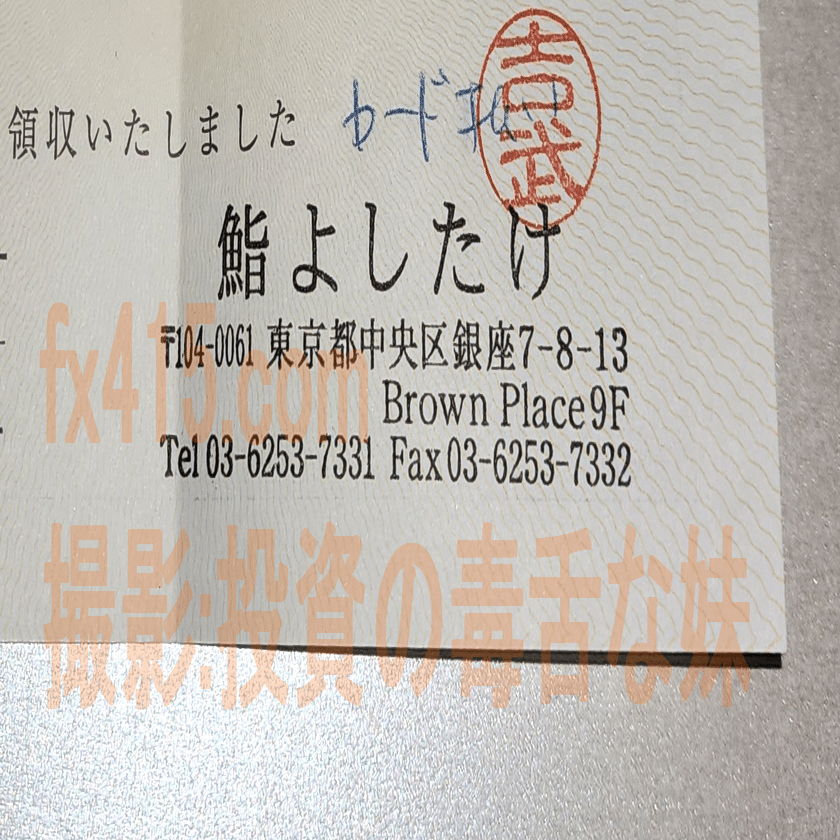 領収いたしました カード
吉武
鮨よしたけ
〒104-0061 東京都中央区銀座7-8-13
Brown Place 9F
Tel 03-6253-7331 Fax 03-6253-7332
fx415.com
撮影:投資の毒舌な妹